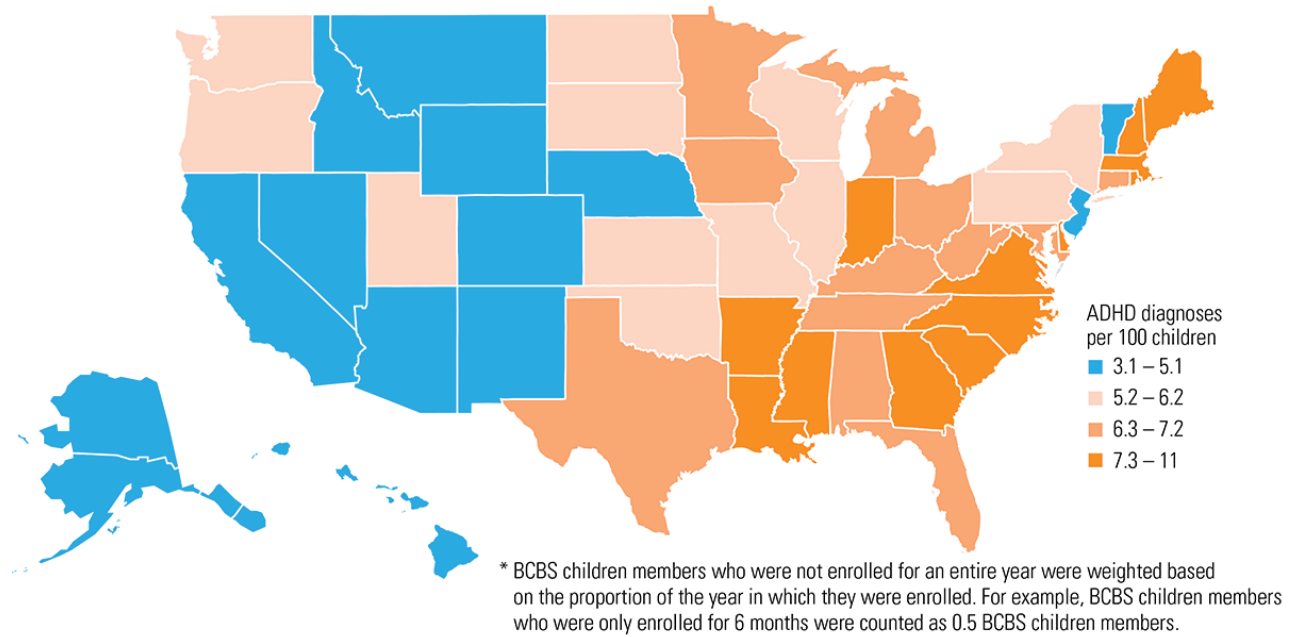 ADHD diagnoses
per 100 children
3.1 – 5.1
5.2 – 6.2
6.3 – 7.2
7.3 – 11
* BCBS children members who were not enrolled for an entire year were weighted based
on the proportion of the year in which they were enrolled. For example, BCBS children members
who were only enrolled for 6 months were counted as 0.5 BCBS children members.